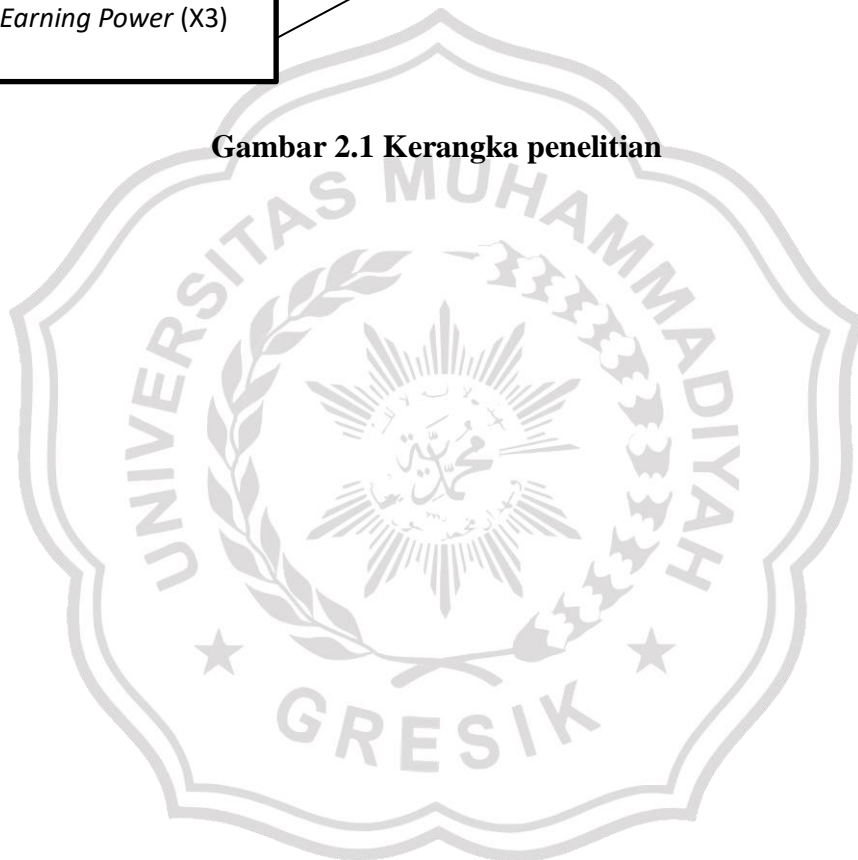 Earning Power (X3)
Gambar 2.1 Kerangka penelitian
UNIVERSITAS MUHAMMADIYAH
GRESIK